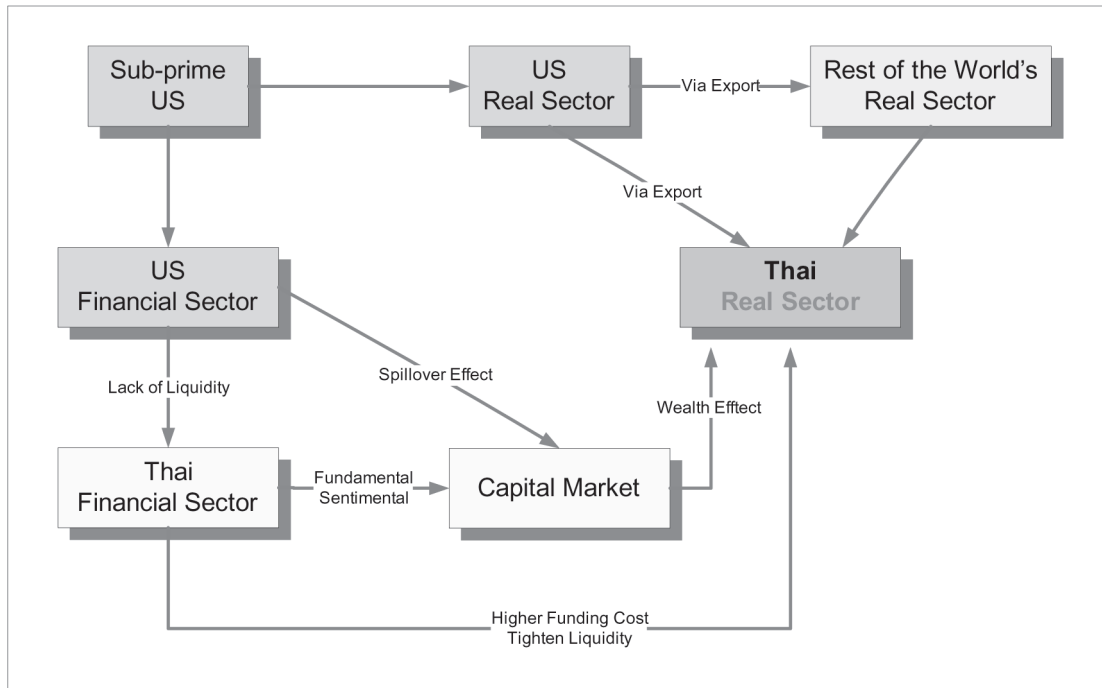 Sub-prime
US
US
Real Sector
Via Export
Rest of the World's
Real Sector
Via Export
US
Financial Sector
Thai
Real Sector
Lack of Liquidity
Spillover Effect
Wealth Efftect
Thai
Financial Sector
Fundamental
Sentimental
Capital Market
Higher Funding Cost
Tighten Liquidity